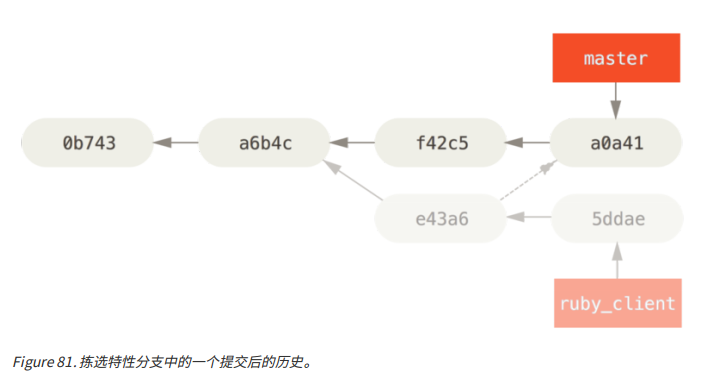 master
0b743
a6b4c
f42c5
a0a41
e43a6
5ddae
ruby_client
Figure 81. 拣选特性分支中的一个提交后的历史。